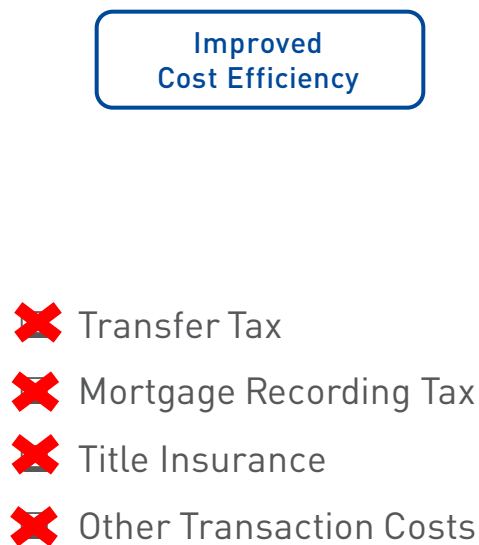 Improved
Cost Efficiency
Transfer Tax
Mortgage Recording Tax
Title Insurance
Other Transaction Costs